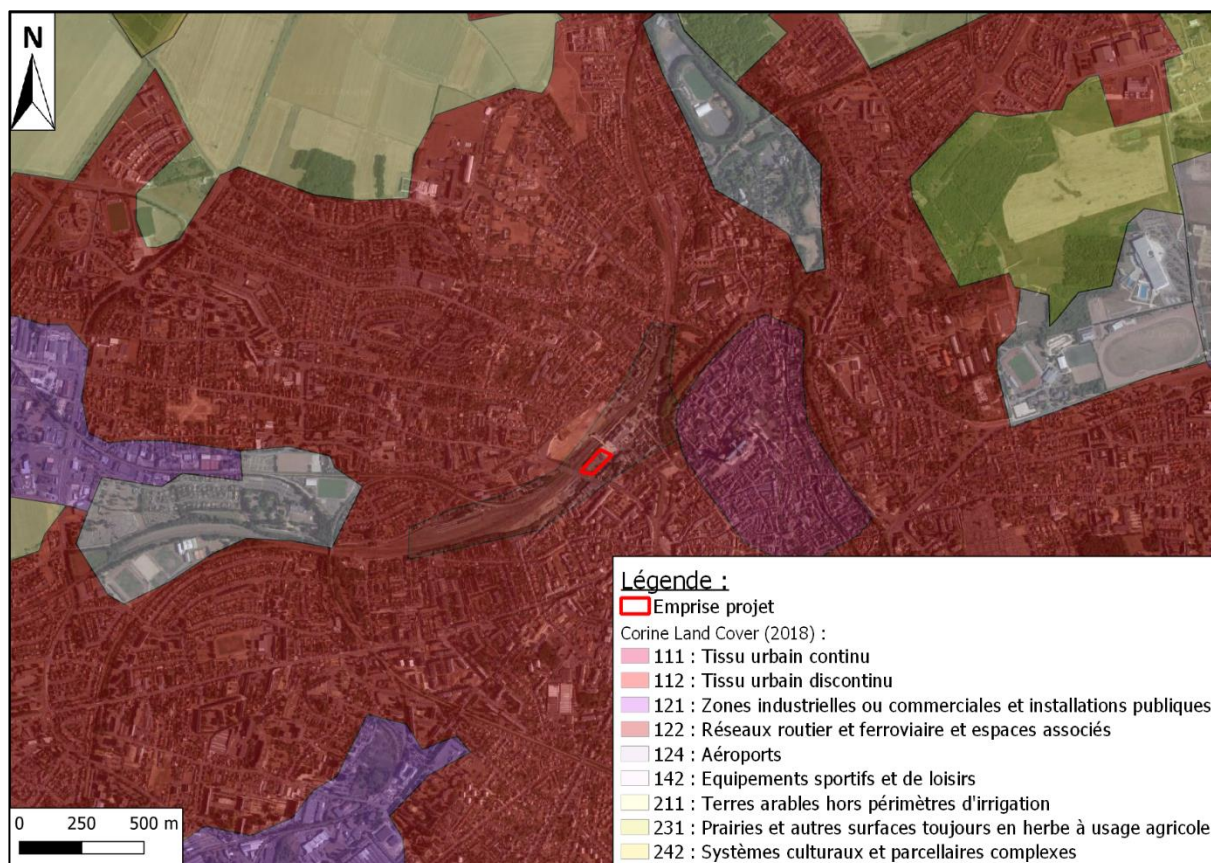 N
Légende :
Emprise projet
Corine Land Cover (2018) :
111 : Tissu urbain continu
112 : Tissu urbain discontinu
121 : Zones industrielles ou commerciales et installations publiques
122 : Réseaux routier et ferroviaire et espaces associés
124 : Aéroports
142 : Equipements sportifs et de loisirs
211 : Terres arables hors périmètres d'irrigation
231 : Prairies et autres surfaces toujours en herbe à usage agricole
242 : Systèmes culturaux et parcellaires complexes
0 250 500 m